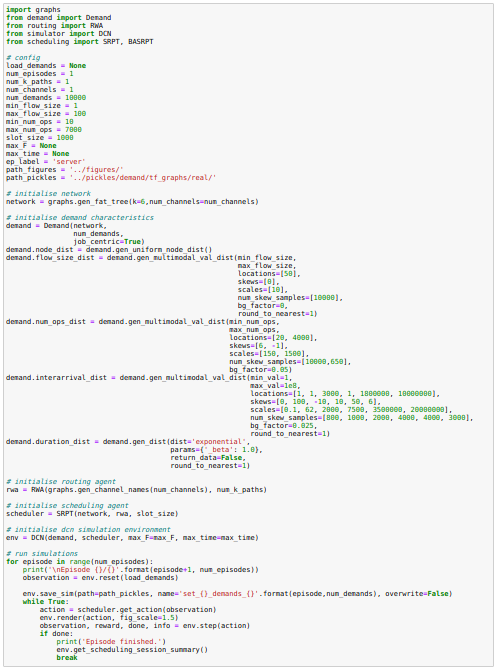 import graphs
from demand import Demand
from routing import RWA
from simulator import DCN
from scheduling import SRPT, BASRPT

# config
load_demands = None
num_episodes = 1
num_k_paths = 1
num_channels = 1
num_demands = 10000
min_flow_size = 1
max_flow_size = 100
min_num_ops = 10
max_num_ops = 7000
slot_size = 1000
max_F = None
max_time = None
ep_label = 'server'
path_figures = '../figures/'
path_pickles = '../pickles/demand/tf_graphs/real/'

# initialise network
network = graphs.gen_fat_tree(k=6,num_channels=num_channels)

# initialise demand characteristics
demand = Demand(network,
                num_demands,
                job_centric=True)
demand.node_dist = demand.gen_uniform_node_dist()
demand.flow_size_dist = demand.gen_multimodal_val_dist(min_flow_size,
                                                       max_flow_size,
                                                       locations=[50],
                                                       skews=[0],
                                                       scales=[10],
                                                       num_skew_samples=[10000],
                                                       bg_factor=0,
                                                       round_to_nearest=1)
demand.num_ops_dist = demand.gen_multimodal_val_dist(min_num_ops,
                                                     max_num_ops,
                                                     locations=[20, 4000],
                                                     skews=[6, -1],
                                                     scales=[150, 1500],
                                                     num_skew_samples=[10000,650],
                                                     bg_factor=0.05)
demand.interarrival_dist = demand.gen_multimodal_val_dist(min_val=1,
                                                          max_val=1e8,
                                                          locations=[1, 1, 3000, 1, 1800000, 10000000],
                                                          skews=[0, 100, -10, 10, 50, 6],
                                                          scales=[0.1, 62, 2000, 7500, 3500000, 20000000],
                                                          num_skew_samples=[800, 1000, 2000, 4000, 4000, 3000],
                                                          bg_factor=0.025,
                                                          round_to_nearest=1)
demand.duration_dist = demand.gen_dist(dist='exponential',
                                       params={'_beta': 1.0},
                                       return_data=False,
                                       round_to_nearest=1)

# initialise routing agent
rwa = RWA(graphs.gen_channel_names(num_channels), num_k_paths)

# initialise scheduling agent
scheduler = SRPT(network, rwa, slot_size)

# initialise dcn simulation environment
env = DCN(demand, scheduler, max_F=max_F, max_time=max_time)

# run simulations
for episode in range(num_episodes):
    print('\nEpisode {}/{}'.format(episode+1, num_episodes))
    observation = env.reset(load_demands)

    env.save_sim(path=path_pickles, name='set_{}_demands_{}'.format(episode,num_demands), overwrite=False)
    while True:
        action = scheduler.get_action(observation)
        env.render(action, fig_scale=1.5)
        observation, reward, done, info = env.step(action)
        if done:
            print('Episode finished.')
            env.get_scheduling_session_summary()
            break